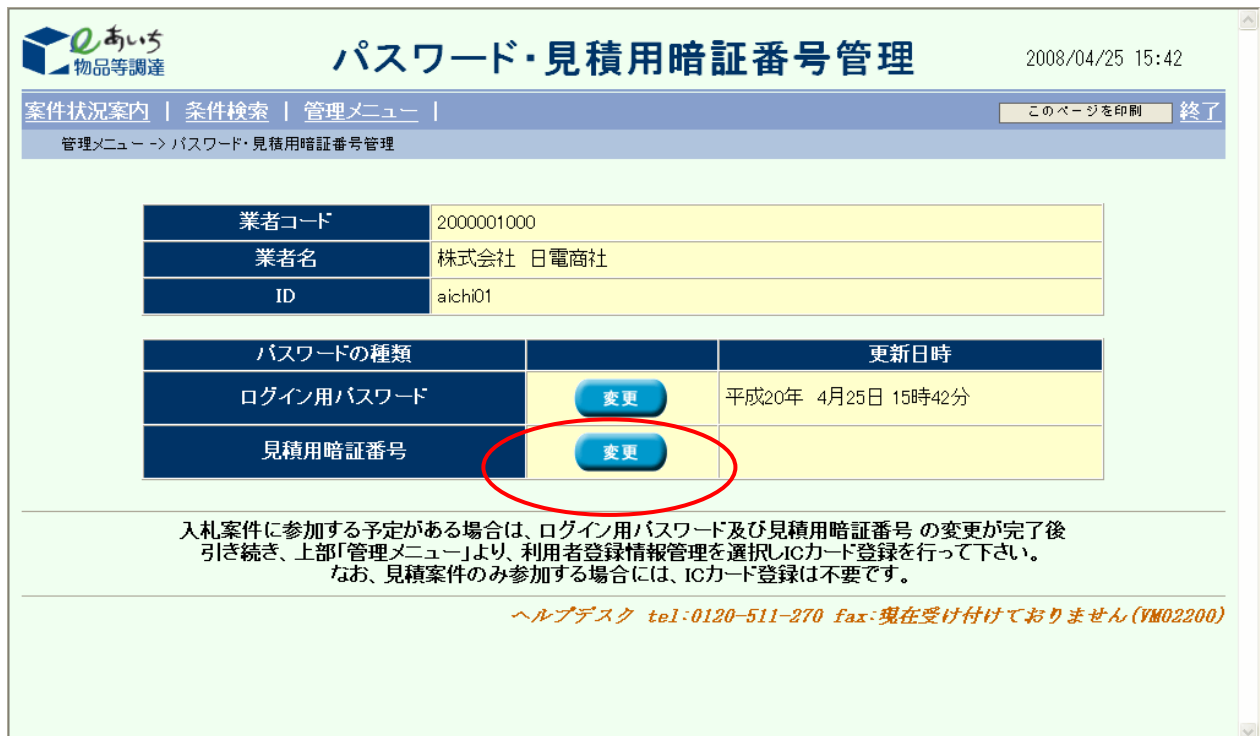 eあいち
物品等調達
パスワード・見積用暗証番号管理
2008/04/25 15:42
案件状況案内 | 条件検索 | 管理メニュー |
このページを印刷 終了
管理メニュー -> パスワード・見積用暗証番号管理
業者コード 2000001000
業者名 株式会社 日電商社
ID aichi01
パスワードの種類 更新日時
ログイン用パスワード 変更 平成20年 4月25日 15時42分
見積用暗証番号 変更
入札案件に参加する予定がある場合は、ログイン用パスワード及び見積用暗証番号 の変更が完了後
引き続き、上部「管理メニュー」より、利用者登録情報管理を選択しICカード登録を行って下さい。
なお、見積案件のみ参加する場合には、ICカード登録は不要です。
ヘルプデスク tel:0120-511-270 fax:現在受け付けておりません(VM02200)